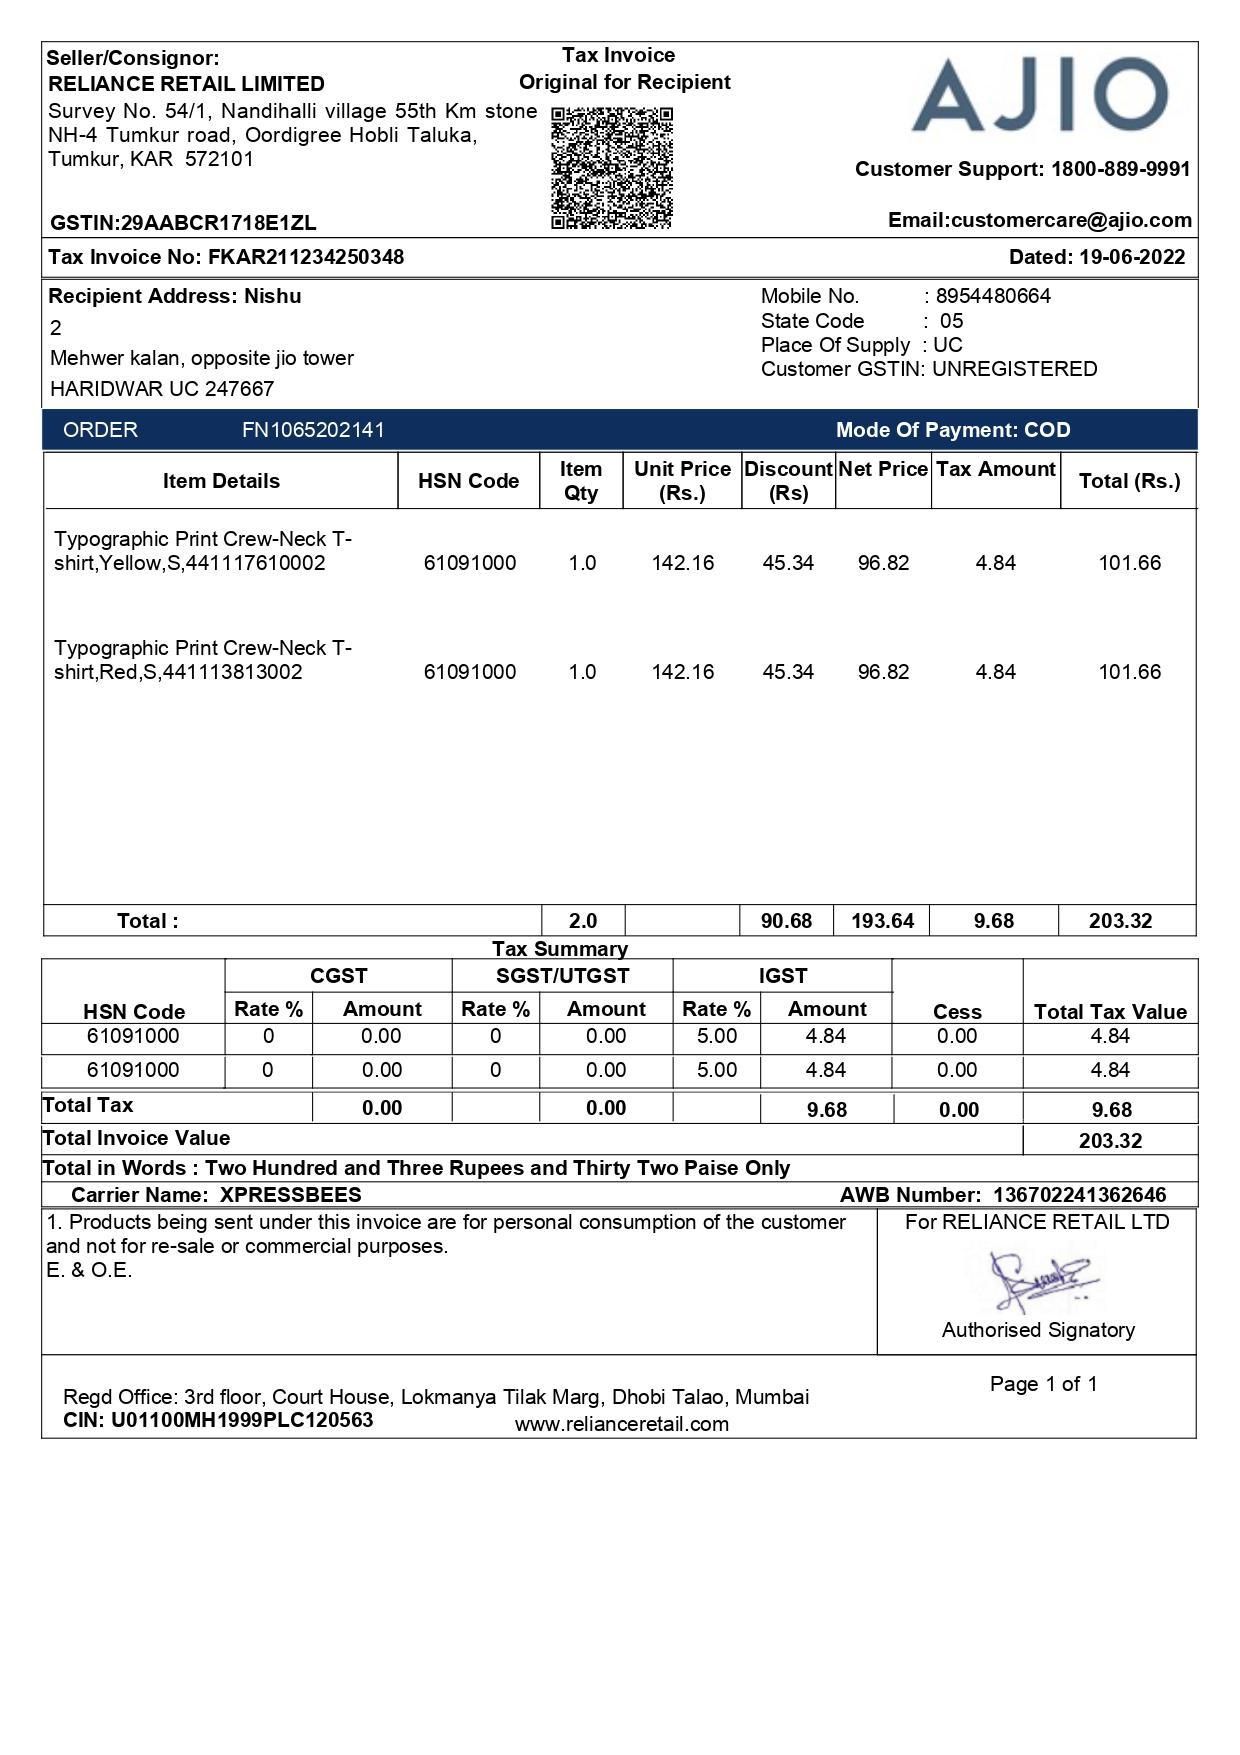 Seller/Consignor:
RELIANCE RETAIL LIMITED
Survey No. 54/1, Nandihalli village 55th Km stone
NH-4 Tumkur road, Oordigree Hobli Taluka,
Tumkur, KAR 572101
GSTIN:29AABCR1718E1ZL
Tax Invoice
Original for Recipient
AJIO
Customer Support: 1800-889-9991
Email:customercare@ajio.com
Tax Invoice No: FKAR211234250348 Dated: 19-06-2022
Recipient Address: Nishu
2
Mehwer kalan, opposite jio tower
HARIDWAR UC 247667
Mobile No. : 8954480664
State Code : 05
Place Of Supply : UC
Customer GSTIN: UNREGISTERED
ORDER FN1065202141 Mode Of Payment: COD
Item Details HSN Code Item Qty Unit Price (Rs.) Discount (Rs) Net Price Tax Amount Total (Rs.)
Typographic Print Crew-Neck T-
shirt,Yellow,S,441117610002 61091000 1.0 142.16 45.34 96.82 4.84 101.66
Typographic Print Crew-Neck T-
shirt,Red,S,441113813002 61091000 1.0 142.16 45.34 96.82 4.84 101.66
Total : 2.0 90.68 193.64 9.68 203.32
Tax Summary
CGST SGST/UTGST IGST
HSN Code Rate % Amount Rate % Amount Rate % Amount Cess Total Tax Value
61091000 0 0.00 0 0.00 5.00 4.84 0.00 4.84
61091000 0 0.00 0 0.00 5.00 4.84 0.00 4.84
Total Tax 0.00 0.00 9.68 0.00 9.68
Total Invoice Value 203.32
Total in Words : Two Hundred and Three Rupees and Thirty Two Paise Only
Carrier Name: XPRESSBEES AWB Number: 136702241362646
1. Products being sent under this invoice are for personal consumption of the customer
and not for re-sale or commercial purposes.
E. & O.E.
For RELIANCE RETAIL LTD
Authorised Signatory
Page 1 of 1
Regd Office: 3rd floor, Court House, Lokmanya Tilak Marg, Dhobi Talao, Mumbai
CIN: U01100MH1999PLC120563 www.relianceretail.com